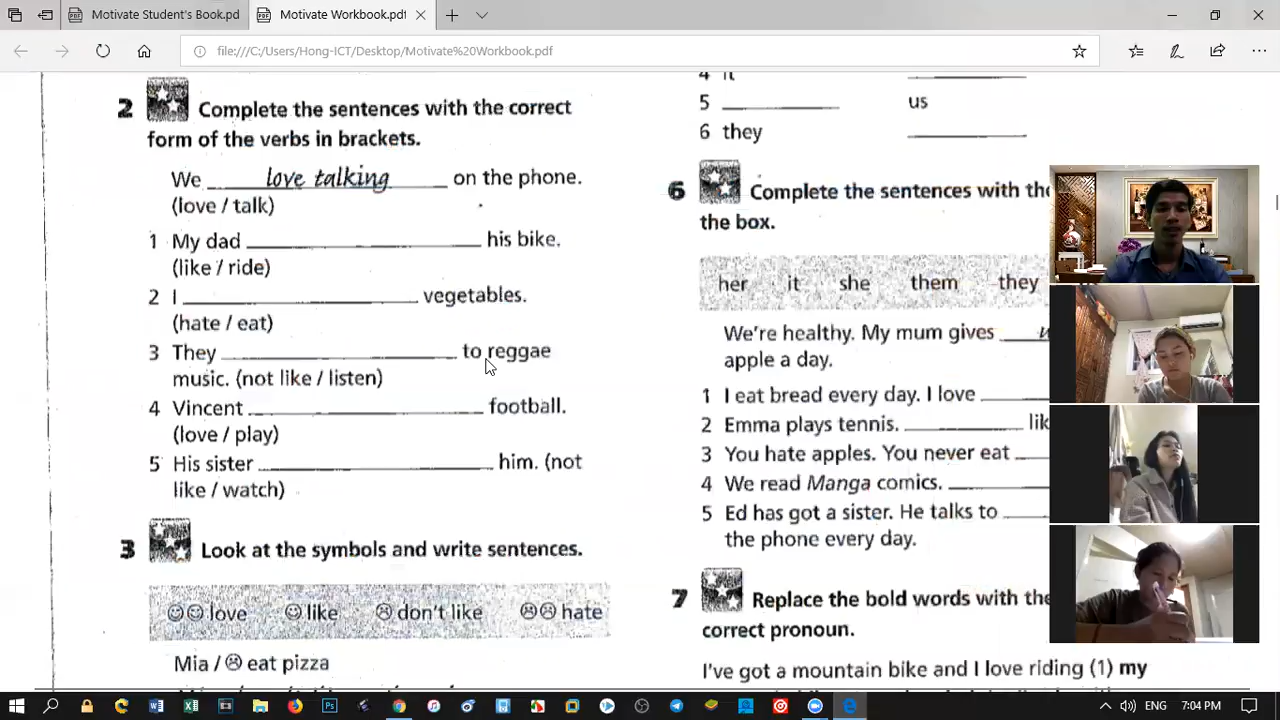 Motivate Student's Book.pd
Motivate Workbook.pdf
file:///C:/Users/Hong-ICT/Desktop/Motivate%20Workbook.pdf
2 Complete the sentences with the correct
form of the verbs in brackets.
We love talking on the phone.
(love / talk)
1 My dad his bike.
(like / ride)
2 I vegetables.
(hate / eat)
3 They to reggae
music. (not like / listen)
4 Vincent football.
(love / play)
5 His sister him. (not
like / watch)
3 Look at the symbols and write sentences.
☺☺ love ☺ like ☹ don't like ☹☹ hate
Mia / ☹ eat pizza
4 it
5 us
6 they
6 Complete the sentences with the
the box.
her it she them they
We're healthy. My mum gives
apple a day.
1 I eat bread every day. I love
2 Emma plays tennis. lik
3 You hate apples. You never eat
4 We read Manga comics.
5 Ed has got a sister. He talks to
the phone every day.
7 Replace the bold words with the
correct pronoun.
I've got a mountain bike and I love riding (1) my
7:04 PM